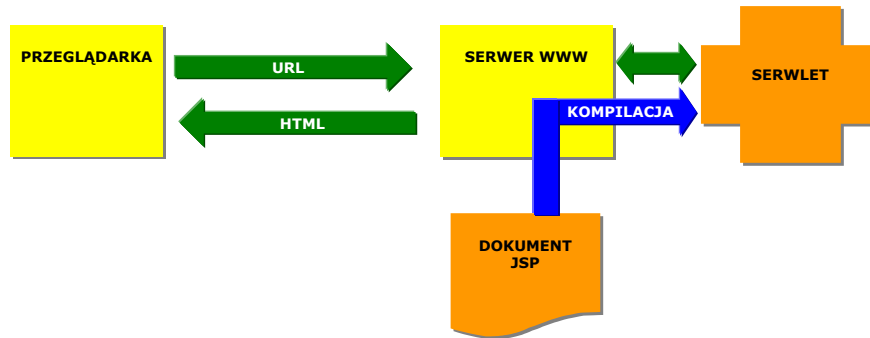 PRZEGLĄDARKA
URL
HTML
SERWER WWW
SERWLET
KOMPILACJA
DOKUMENT
JSP